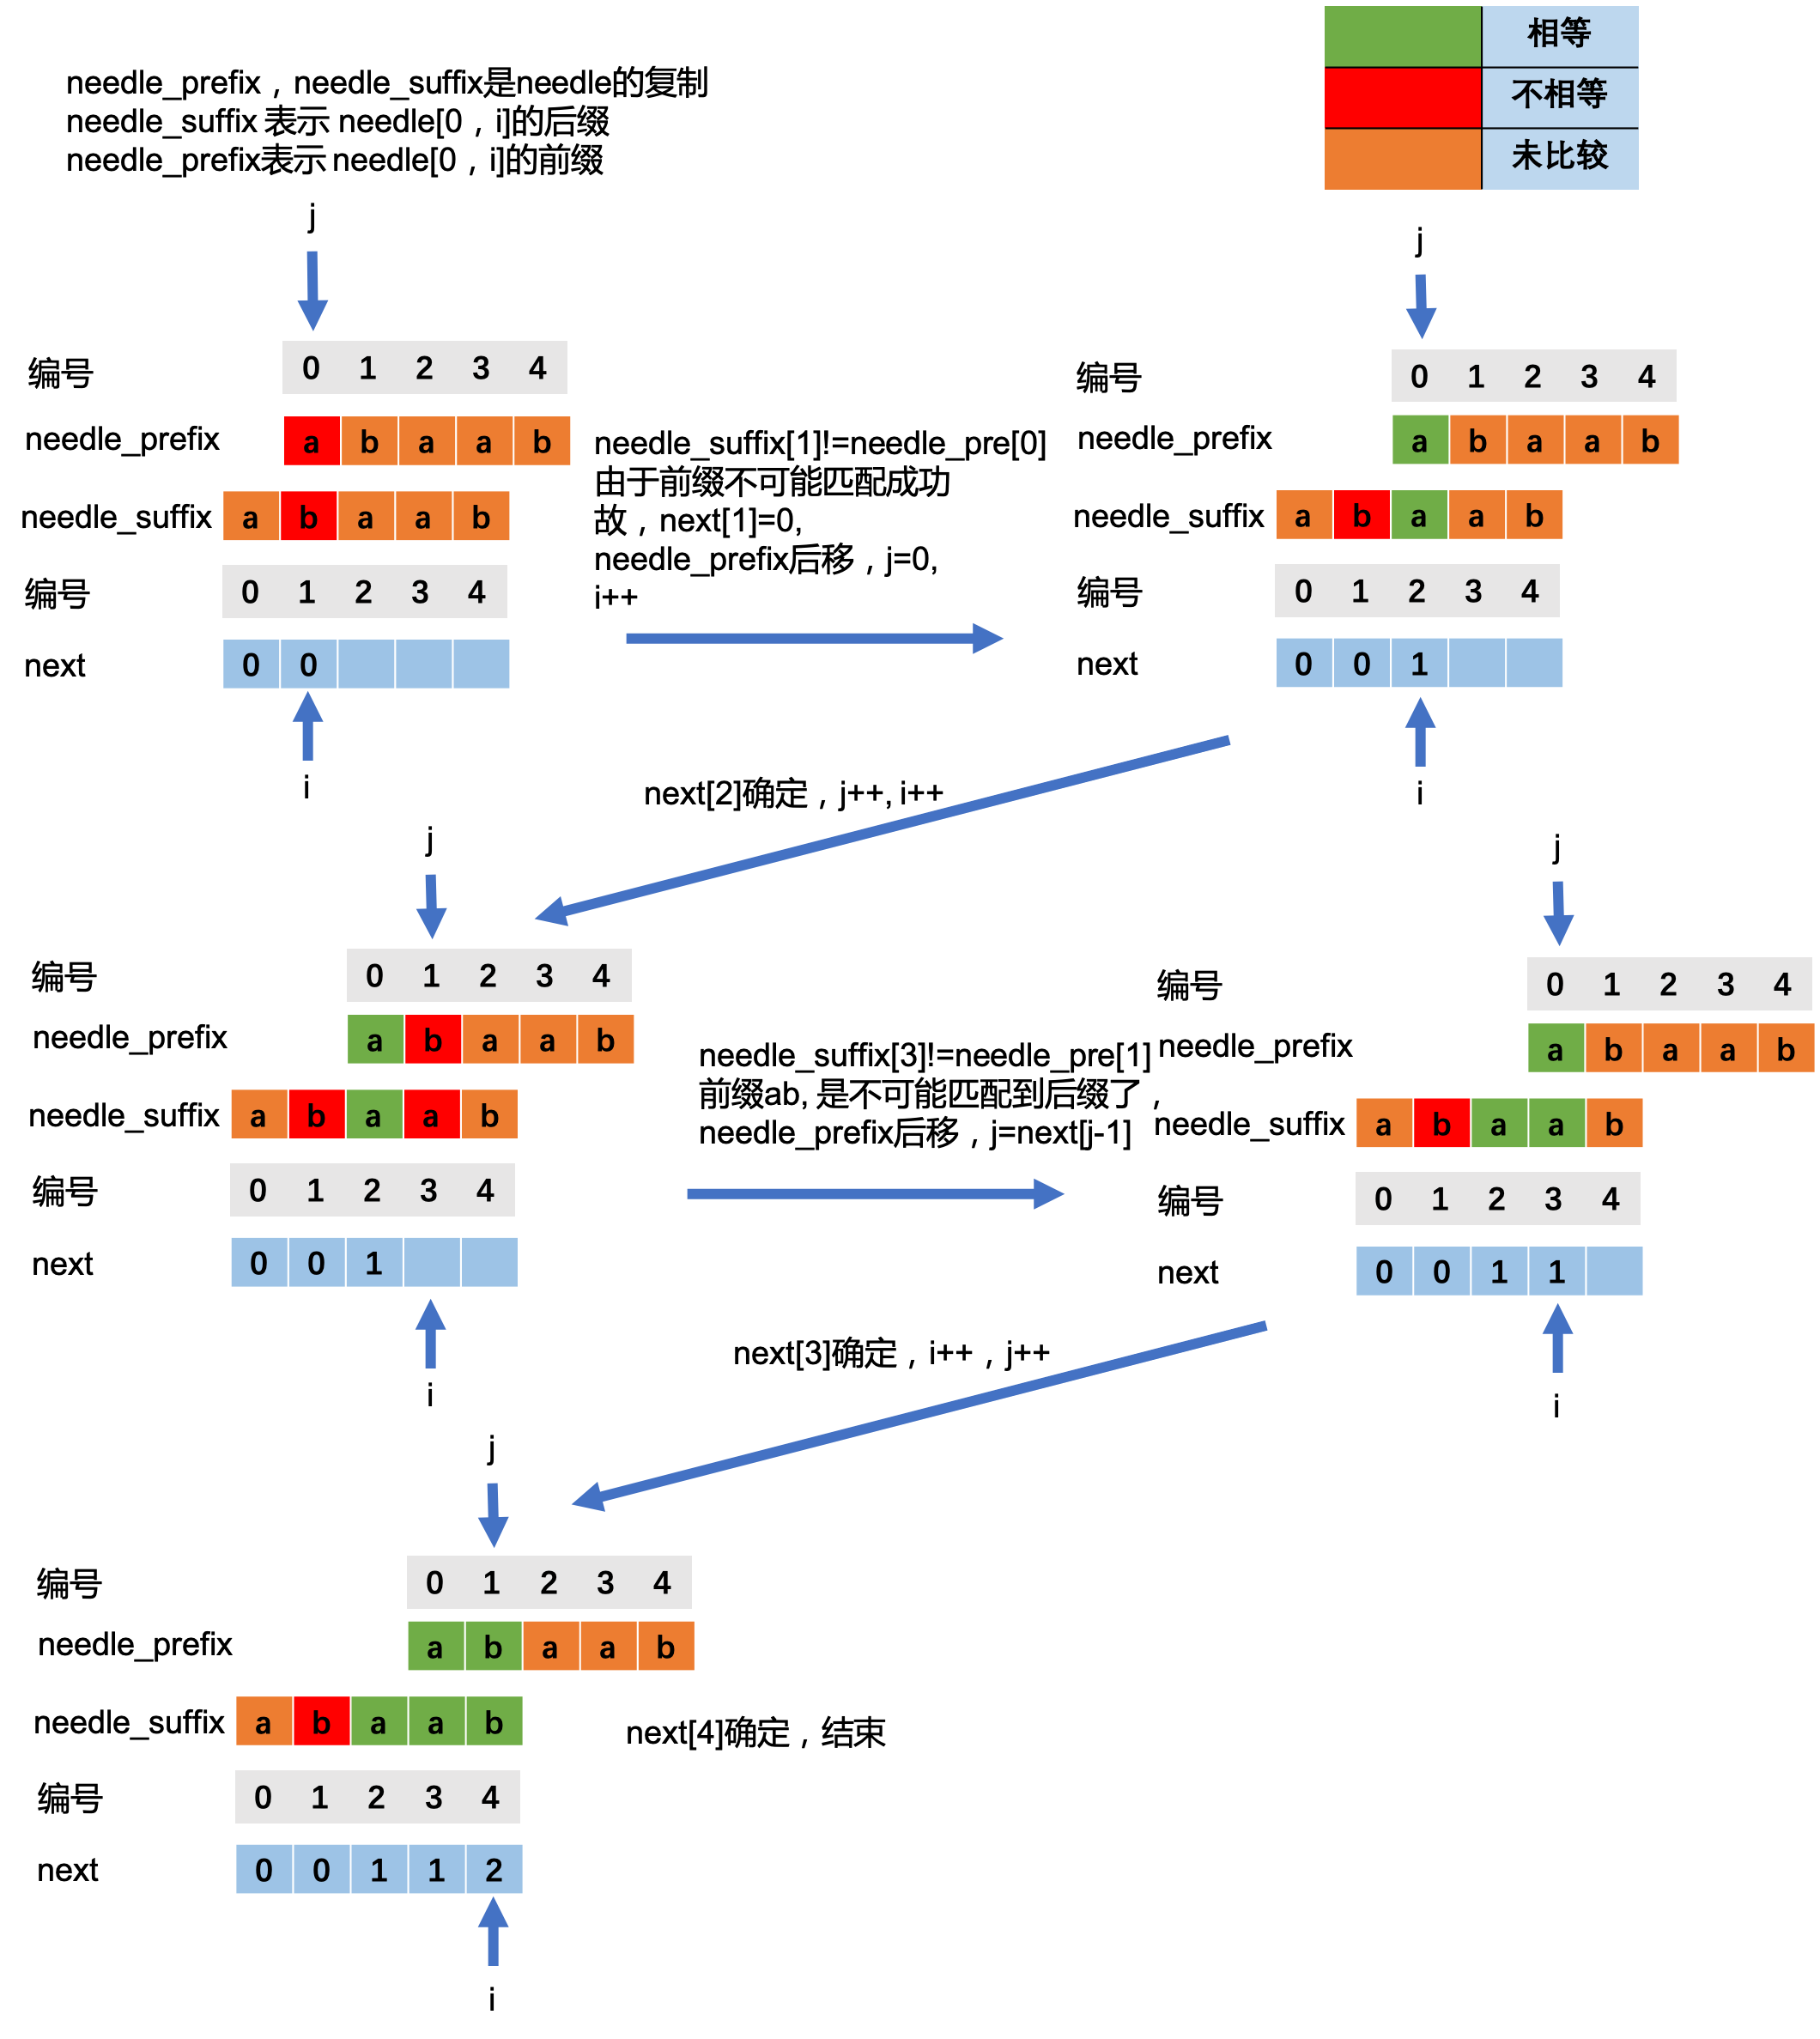 needle_prefix，needle_suffix是needle的复制
needle_suffix 表示 needle[0，i]的后缀
needle_prefix表示 needle[0，i]的前缀
相等
不相等
未比较
j
编号 0 1 2 3 4
needle_prefix a b a a b
needle_suffix a b a a b
编号 0 1 2 3 4
next 0 0
i
needle_suffix[1]!=needle_pre[0]
由于前缀不可能匹配成功
故，next[1]=0,
needle_prefix后移，j=0,
i++
j
编号 0 1 2 3 4
needle_prefix a b a a b
needle_suffix a b a a b
编号 0 1 2 3 4
next 0 0 1
i
next[2]确定，j++, i++
j
编号 0 1 2 3 4
needle_prefix a b a a b
needle_suffix a b a a b
编号 0 1 2 3 4
next 0 0 1
i
needle_suffix[3]!=needle_pre[1]
前缀ab, 是不可能匹配到后缀了，
needle_prefix后移，j=next[j-1]
j
编号 0 1 2 3 4
needle_prefix a b a a b
needle_suffix a b a a b
编号 0 1 2 3 4
next 0 0 1 1
i
next[3]确定，i++，j++
j
编号 0 1 2 3 4
needle_prefix a b a a b
needle_suffix a b a a b
编号 0 1 2 3 4
next 0 0 1 1 2
i
next[4]确定，结束